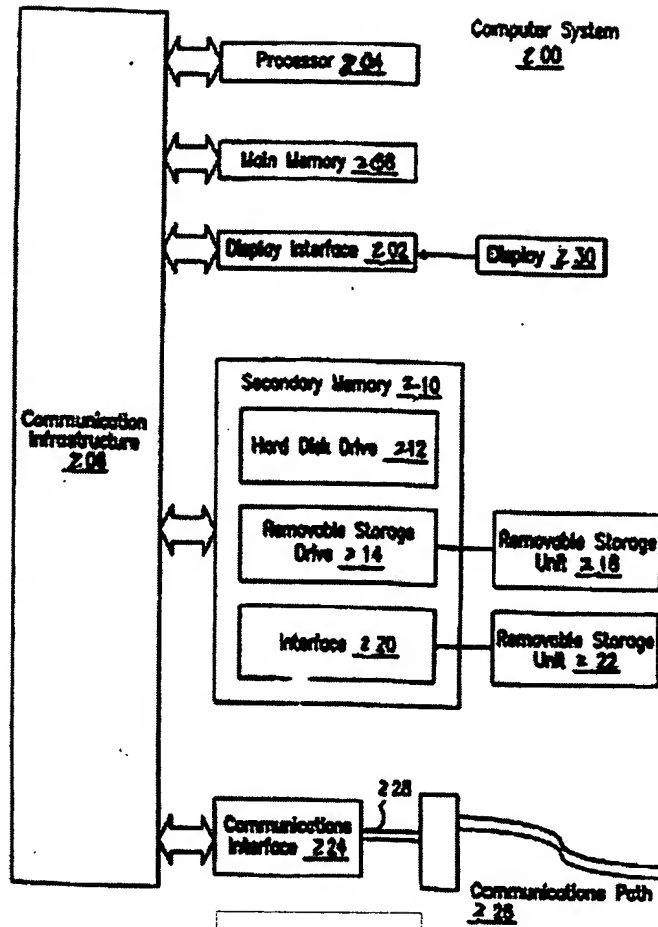 Computer System
200
Processor 204
Main Memory
Display Interface 202
Display 230
Communication
Infrastructure
206
Secondary Memory 210
Hard Disk Drive 212
Removable Storage
Drive 214
Removable Storage
Unit 218
Interface 220
Removable Storage
Unit 222
228
Communications
Interface 224
Communications Path